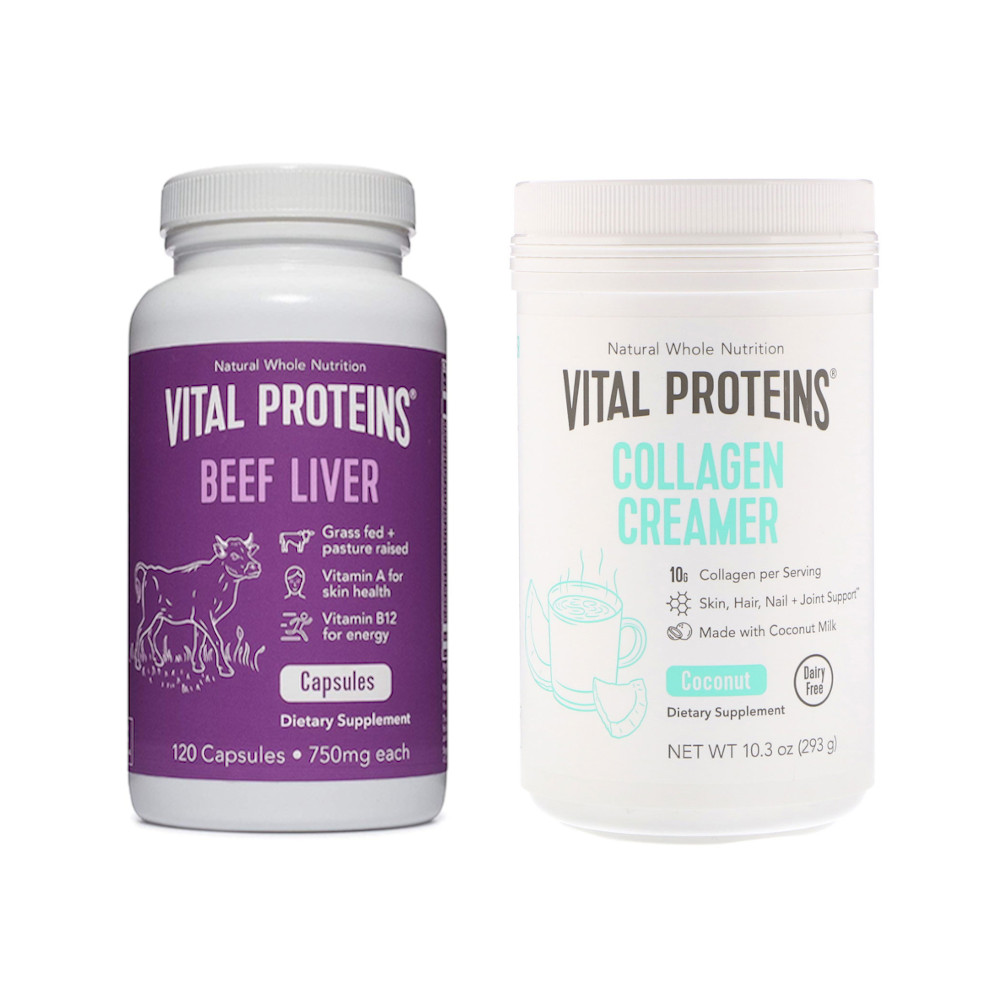 Natural Whole Nutrition
VITAL PROTEINS®
BEEF LIVER
Grass fed +
pasture raised
Vitamin A for
skin health
Vitamin B12
for energy
Capsules
Dietary Supplement
120 Capsules • 750mg each
Natural Whole Nutrition
VITAL PROTEINS®
COLLAGEN
CREAMER
10G Collagen per Serving
Skin, Hair, Nail + Joint Support™
Made with Coconut Milk
Coconut
Dairy
Free
Dietary Supplement
NET WT 10.3 oz (293 g)